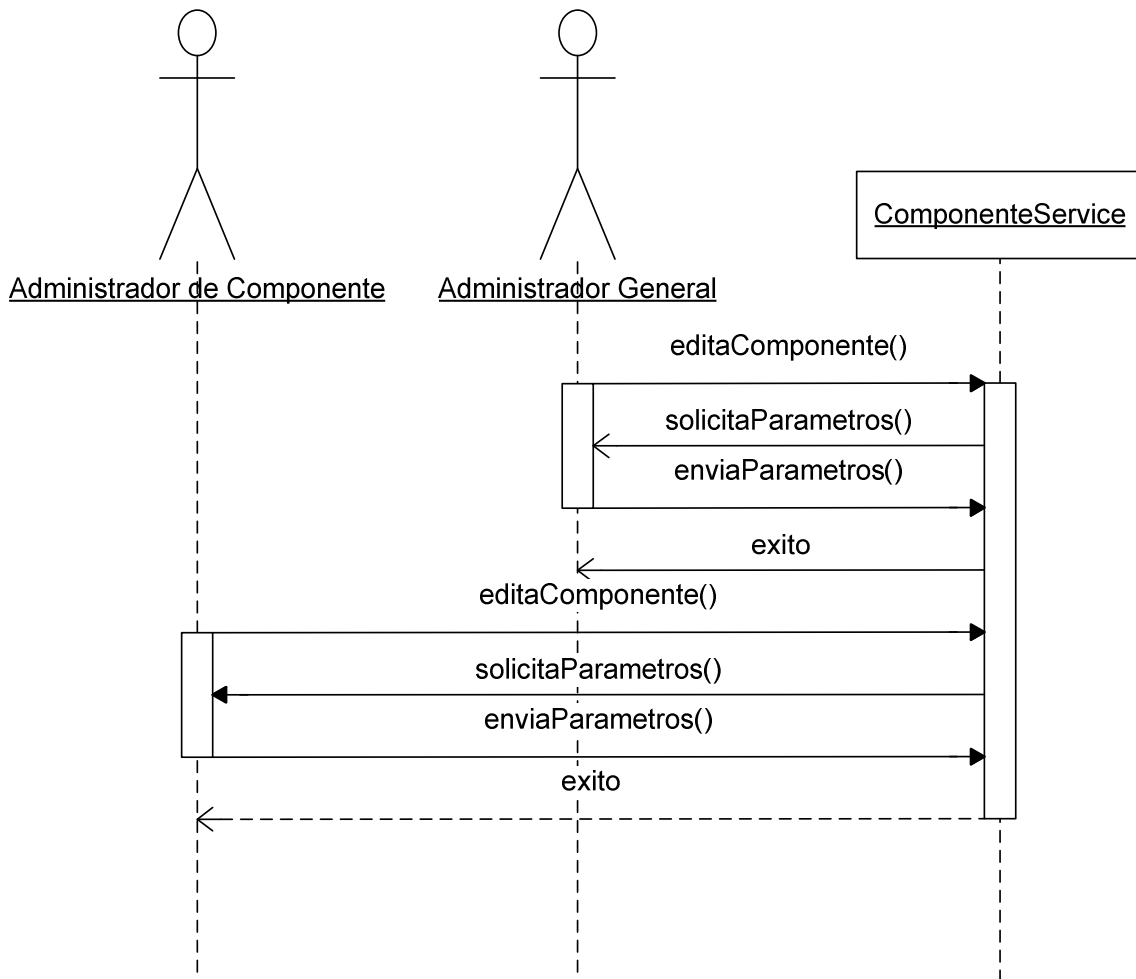 ComponenteService
Administrador de Componente
Administrador General
editaComponente()
solicitaParametros()
enviaParametros()
exito
editaComponente()
solicitaParametros()
enviaParametros()
exito